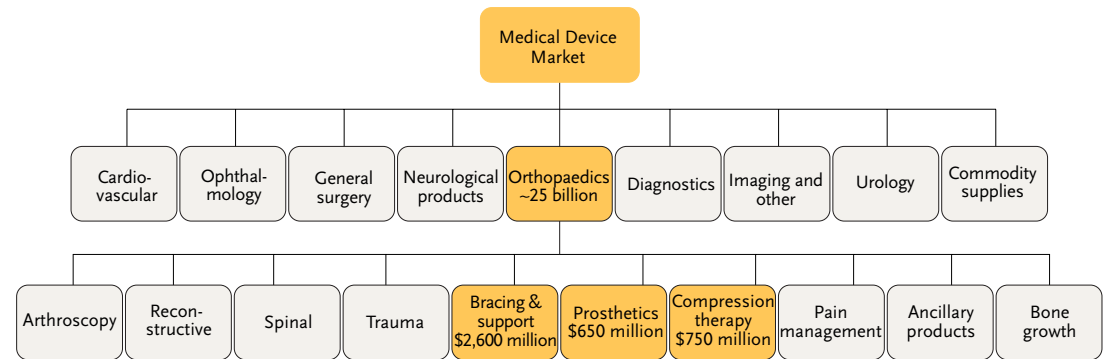 Medical Device
Market
Cardio-
vascular
Ophthal-
mology
General
surgery
Neurological
products
Orthopaedics
~25 billion
Diagnostics
Imaging and
other
Urology
Commodity
supplies
Arthroscopy
Recon-
structive
Spinal
Trauma
Bracing &
support
$2,600 million
Prosthetics
$650 million
Compression
therapy
$750 million
Pain
management
Ancillary
products
Bone
growth